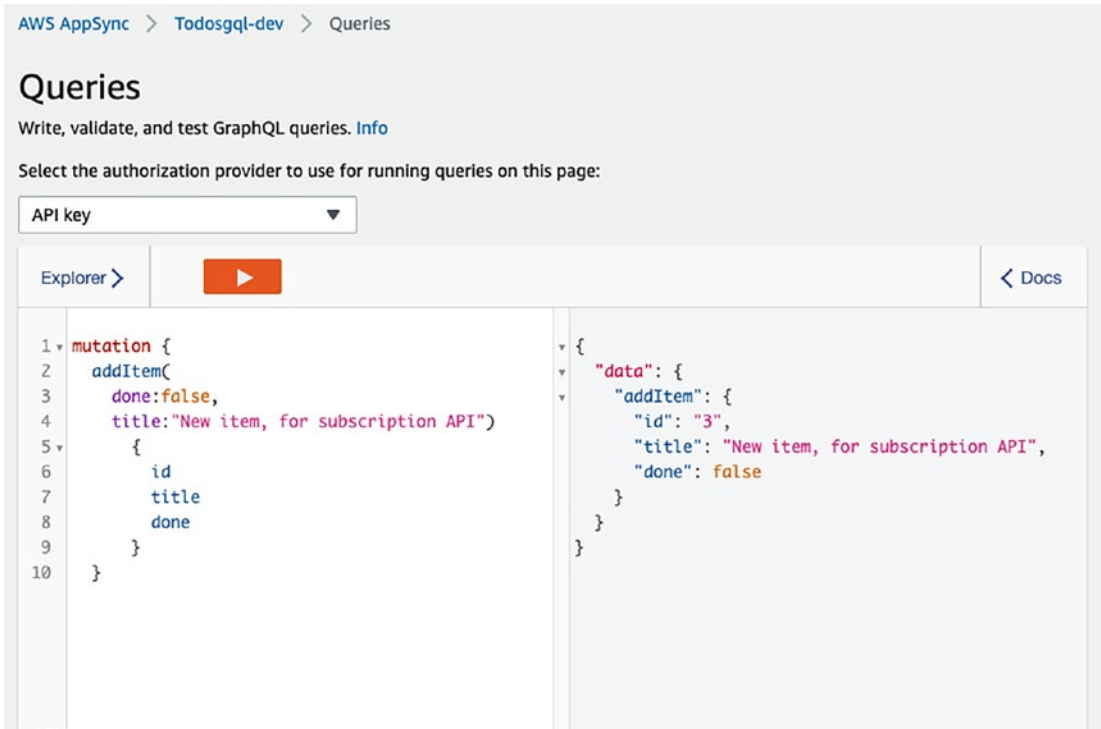 AWS AppSync > Todosgql-dev > Queries
Queries
Write, validate, and test GraphQL queries. Info
Select the authorization provider to use for running queries on this page:
API key
Explorer >
< Docs
1 mutation {
2 addItem(
3 done:false,
4 title:"New item, for subscription API")
5 {
6 id
7 title
8 done
9 }
10 }
{
"data": {
"addItem": {
"id": "3",
"title": "New item, for subscription API",
"done": false
}
}
}